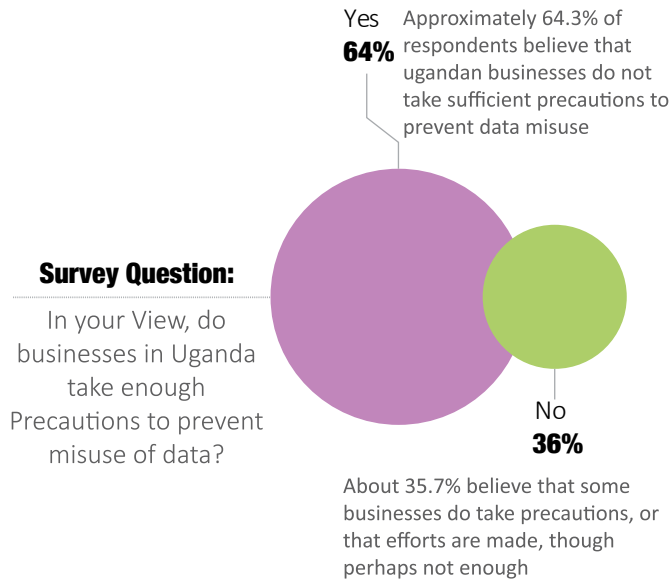 Yes
64%
Approximately 64.3% of
respondents believe that
ugandan businesses do not
take sufficient precautions to
prevent data misuse
Survey Question:
In your View, do
businesses in Uganda
take enough
Precautions to prevent
misuse of data?
No
36%
About 35.7% believe that some
businesses do take precautions, or
that efforts are made, though
perhaps not enough